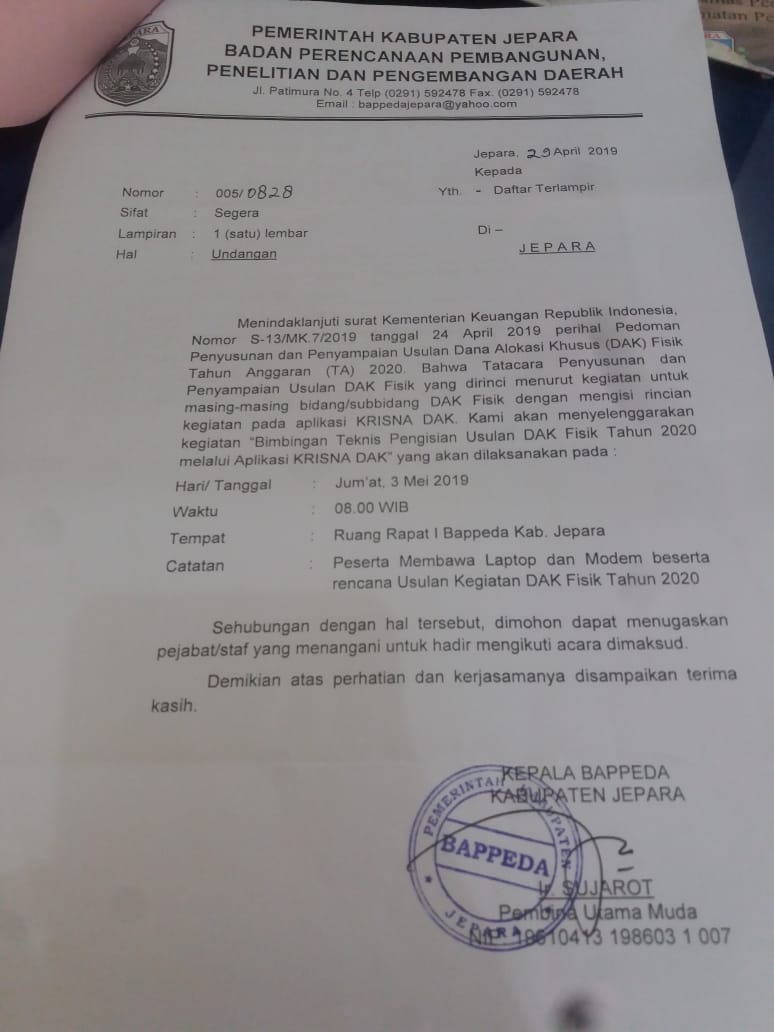 PEMERINTAH KABUPATEN JEPARA
BADAN PERENCANAAN PEMBANGUNAN,
PENELITIAN DAN PENGEMBANGAN DAERAH
Jl. Patimura No. 4 Telp (0291) 592478 Fax. (0291) 592478
Email : bappedajepara@yahoo.com
Jepara, 29 April 2019
Kepada
Yth. - Daftar Terlampir
Di –
JEPARA
Nomor : 005/0828
Sifat : Segera
Lampiran : 1 (satu) lembar
Hal : Undangan
Menindaklanjuti surat Kementerian Keuangan Republik Indonesia,
Nomor S-13/MK.7/2019 tanggal 24 April 2019 perihal Pedoman
Penyusunan dan Penyampaian Usulan Dana Alokasi Khusus (DAK) Fisik
Tahun Anggaran (TA) 2020. Bahwa Tatacara Penyusunan dan
Penyampaian Usulan DAK Fisik yang dirinci menurut kegiatan untuk
masing-masing bidang/subbidang DAK Fisik dengan mengisi rincian
kegiatan pada aplikasi KRISNA DAK. Kami akan menyelenggarakan
kegiatan “Bimbingan Teknis Pengisian Usulan DAK Fisik Tahun 2020
melalui Aplikasi KRISNA DAK” yang akan dilaksanakan pada :
Hari/ Tanggal : Jum'at, 3 Mei 2019
Waktu : 08.00 WIB
Tempat : Ruang Rapat I Bappeda Kab. Jepara
Catatan : Peserta Membawa Laptop dan Modem beserta
rencana Usulan Kegiatan DAK Fisik Tahun 2020
Sehubungan dengan hal tersebut, dimohon dapat menugaskan
pejabat/staf yang menangani untuk hadir mengikuti acara dimaksud.
Demikian atas perhatian dan kerjasamanya disampaikan terima
kasih.
KEPALA BAPPEDA
KABUPATEN JEPARA
PEMERINTAH KABUPATEN
BAPPEDA
JEPARA
Ir. SUJAROT
Pembina Utama Muda
NIP. 19610413 198603 1 007